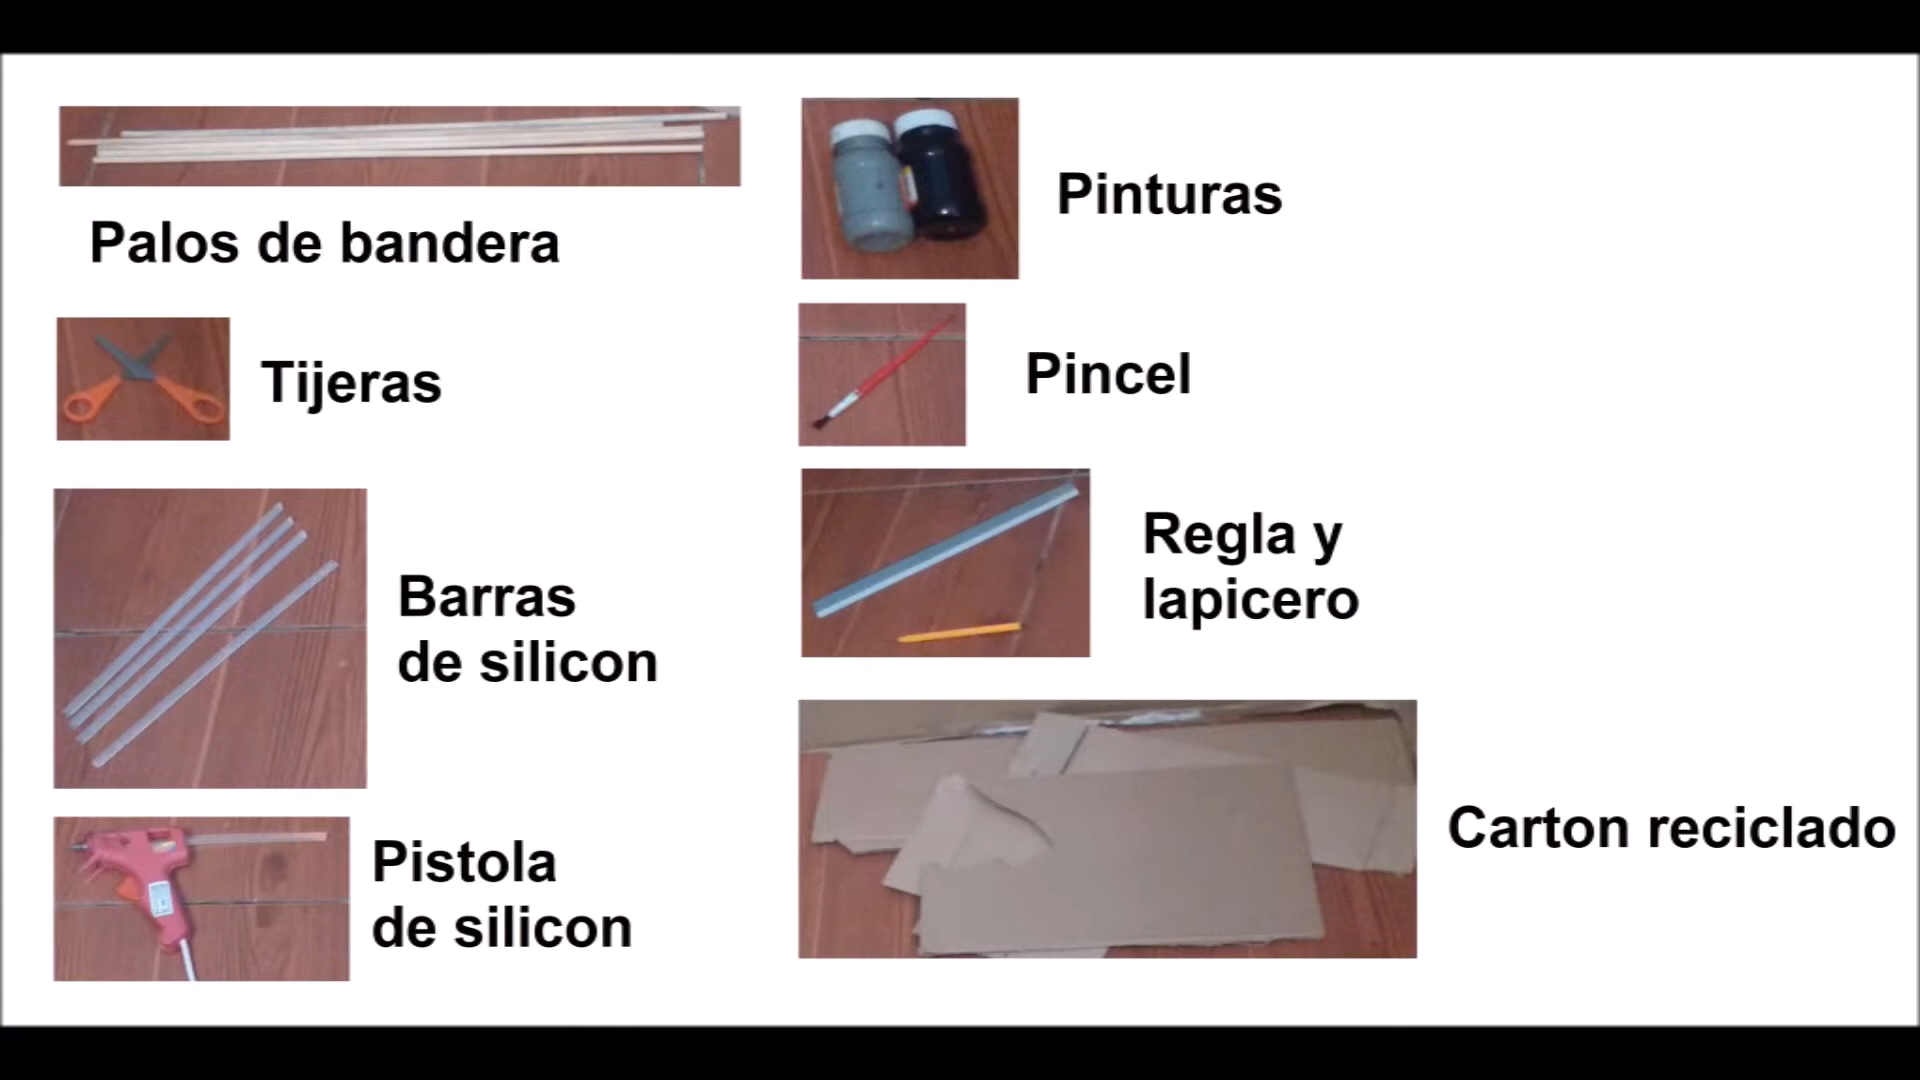 Palos de bandera
Tijeras
Barras
de silicon
Pistola
de silicon
Pinturas
Pincel
Regla y
lapicero
Carton reciclado